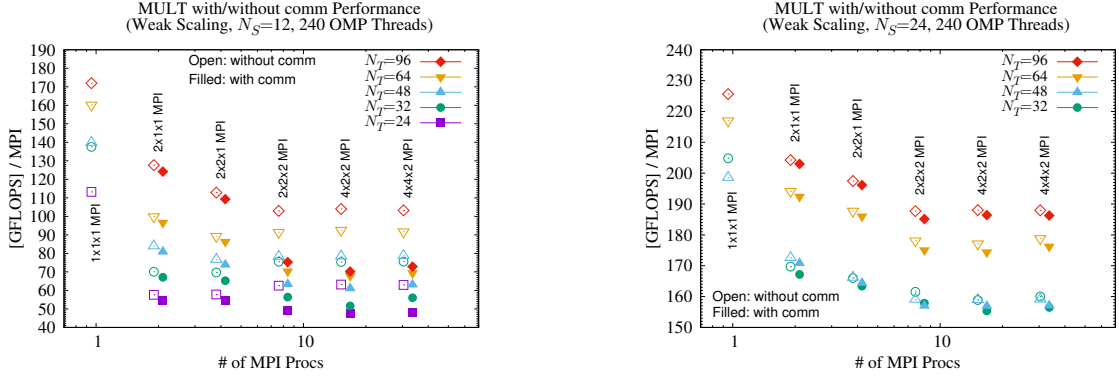 MULT with/without comm Performance
(Weak Scaling, N_S=12, 240 OMP Threads)
190
180
170
160
150
140
130
120
110
100
90
80
70
60
50
40
[GFLOPS] / MPI
Open: without comm
Filled: with comm
N_T=96
N_T=64
N_T=48
N_T=32
N_T=24
1x1x1 MPI
2x1x1 MPI
2x2x1 MPI
2x2x2 MPI
4x2x2 MPI
4x4x2 MPI
1
10
# of MPI Procs
MULT with/without comm Performance
(Weak Scaling, N_S=24, 240 OMP Threads)
240
230
220
210
200
190
180
170
160
150
[GFLOPS] / MPI
N_T=96
N_T=64
N_T=48
N_T=32
1x1x1 MPI
2x1x1 MPI
2x2x1 MPI
2x2x2 MPI
4x2x2 MPI
4x4x2 MPI
Open: without comm
Filled: with comm
1
10
# of MPI Procs